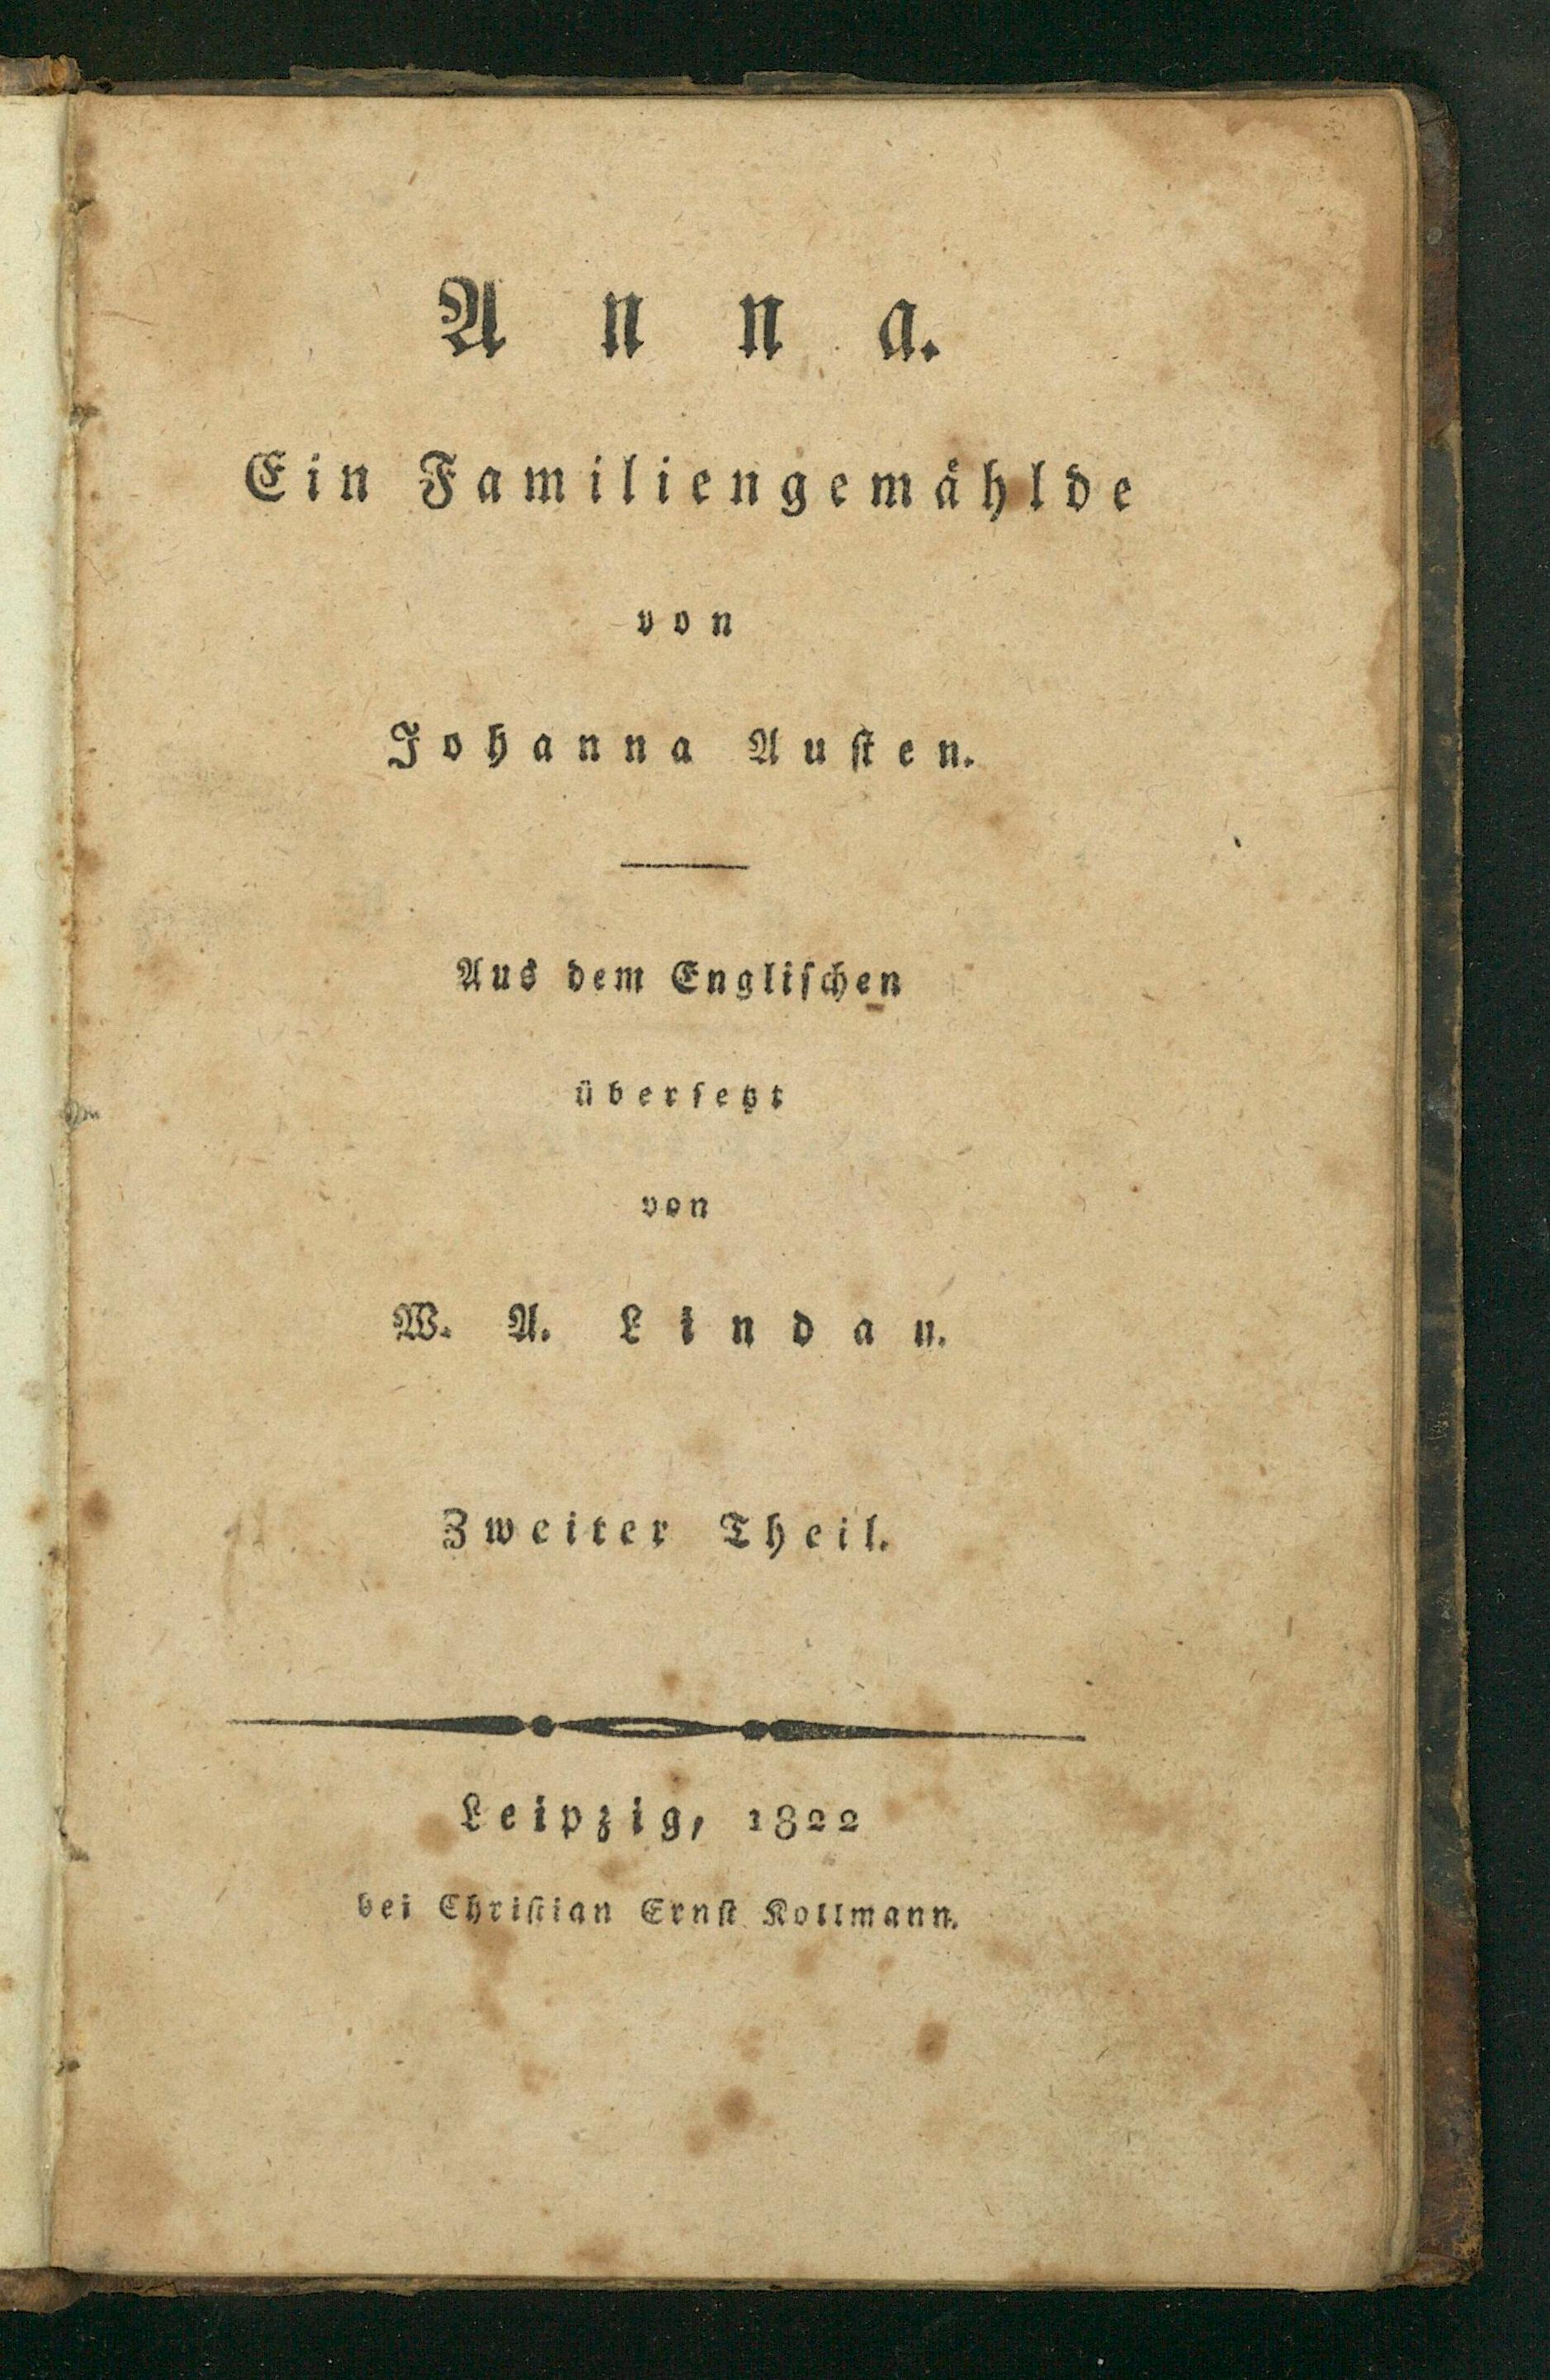 Anna.
Ein Familiengemåhlde
von
Johanna Auſten.
Aus dem Engliſchen
überſetzt
von
W. A. Lindau.
Zweiter Theil.
Leipzig, 1822
bei Chriſtian Ernſt Kollmann.